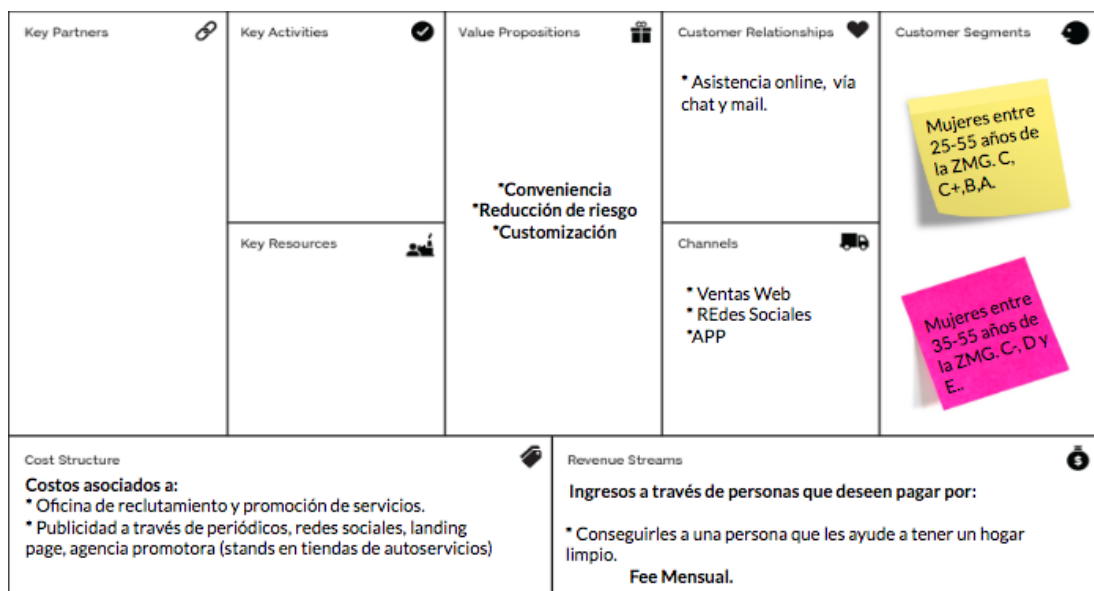 Key Partners
Key Activities
Value Propositions
*Conveniencia
*Reducción de riesgo
*Customización
Customer Relationships
* Asistencia online, vía
chat y mail.
Customer Segments
Mujeres entre
25-55 años de
la ZMG. C,
C+,B,A.
Mujeres entre
35-55 años de
la ZMG. C-, D y
E..
Key Resources
Channels
* Ventas Web
* REdes Sociales
*APP
Cost Structure
Costos asociados a:
* Oficina de reclutamiento y promoción de servicios.
* Publicidad a través de periódicos, redes sociales, landing
page, agencia promotora (stands en tiendas de autoservicios)
Revenue Streams
Ingresos a través de personas que deseen pagar por:
* Conseguirles a una persona que les ayude a tener un hogar
limpio.
Fee Mensual.